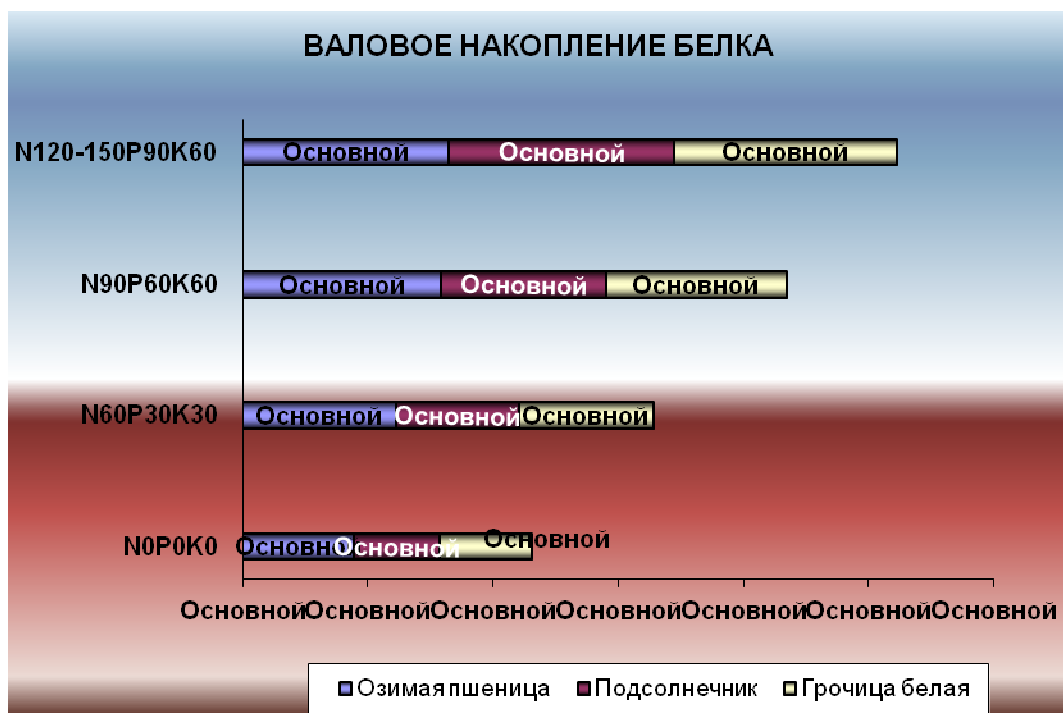 ВАЛОВОЕ НАКОПЛЕНИЕ БЕЛКА
N120-150P90K60 Основной Основной Основной
N90P60K60 Основной Основной Основной
N60P30K30 Основной Основной Основной
N0P0K0 Основной Основной Основной
Основной Основной Основной Основной Основной Основной Основной
Озимая пшеница Подсолнечник Грочица белая